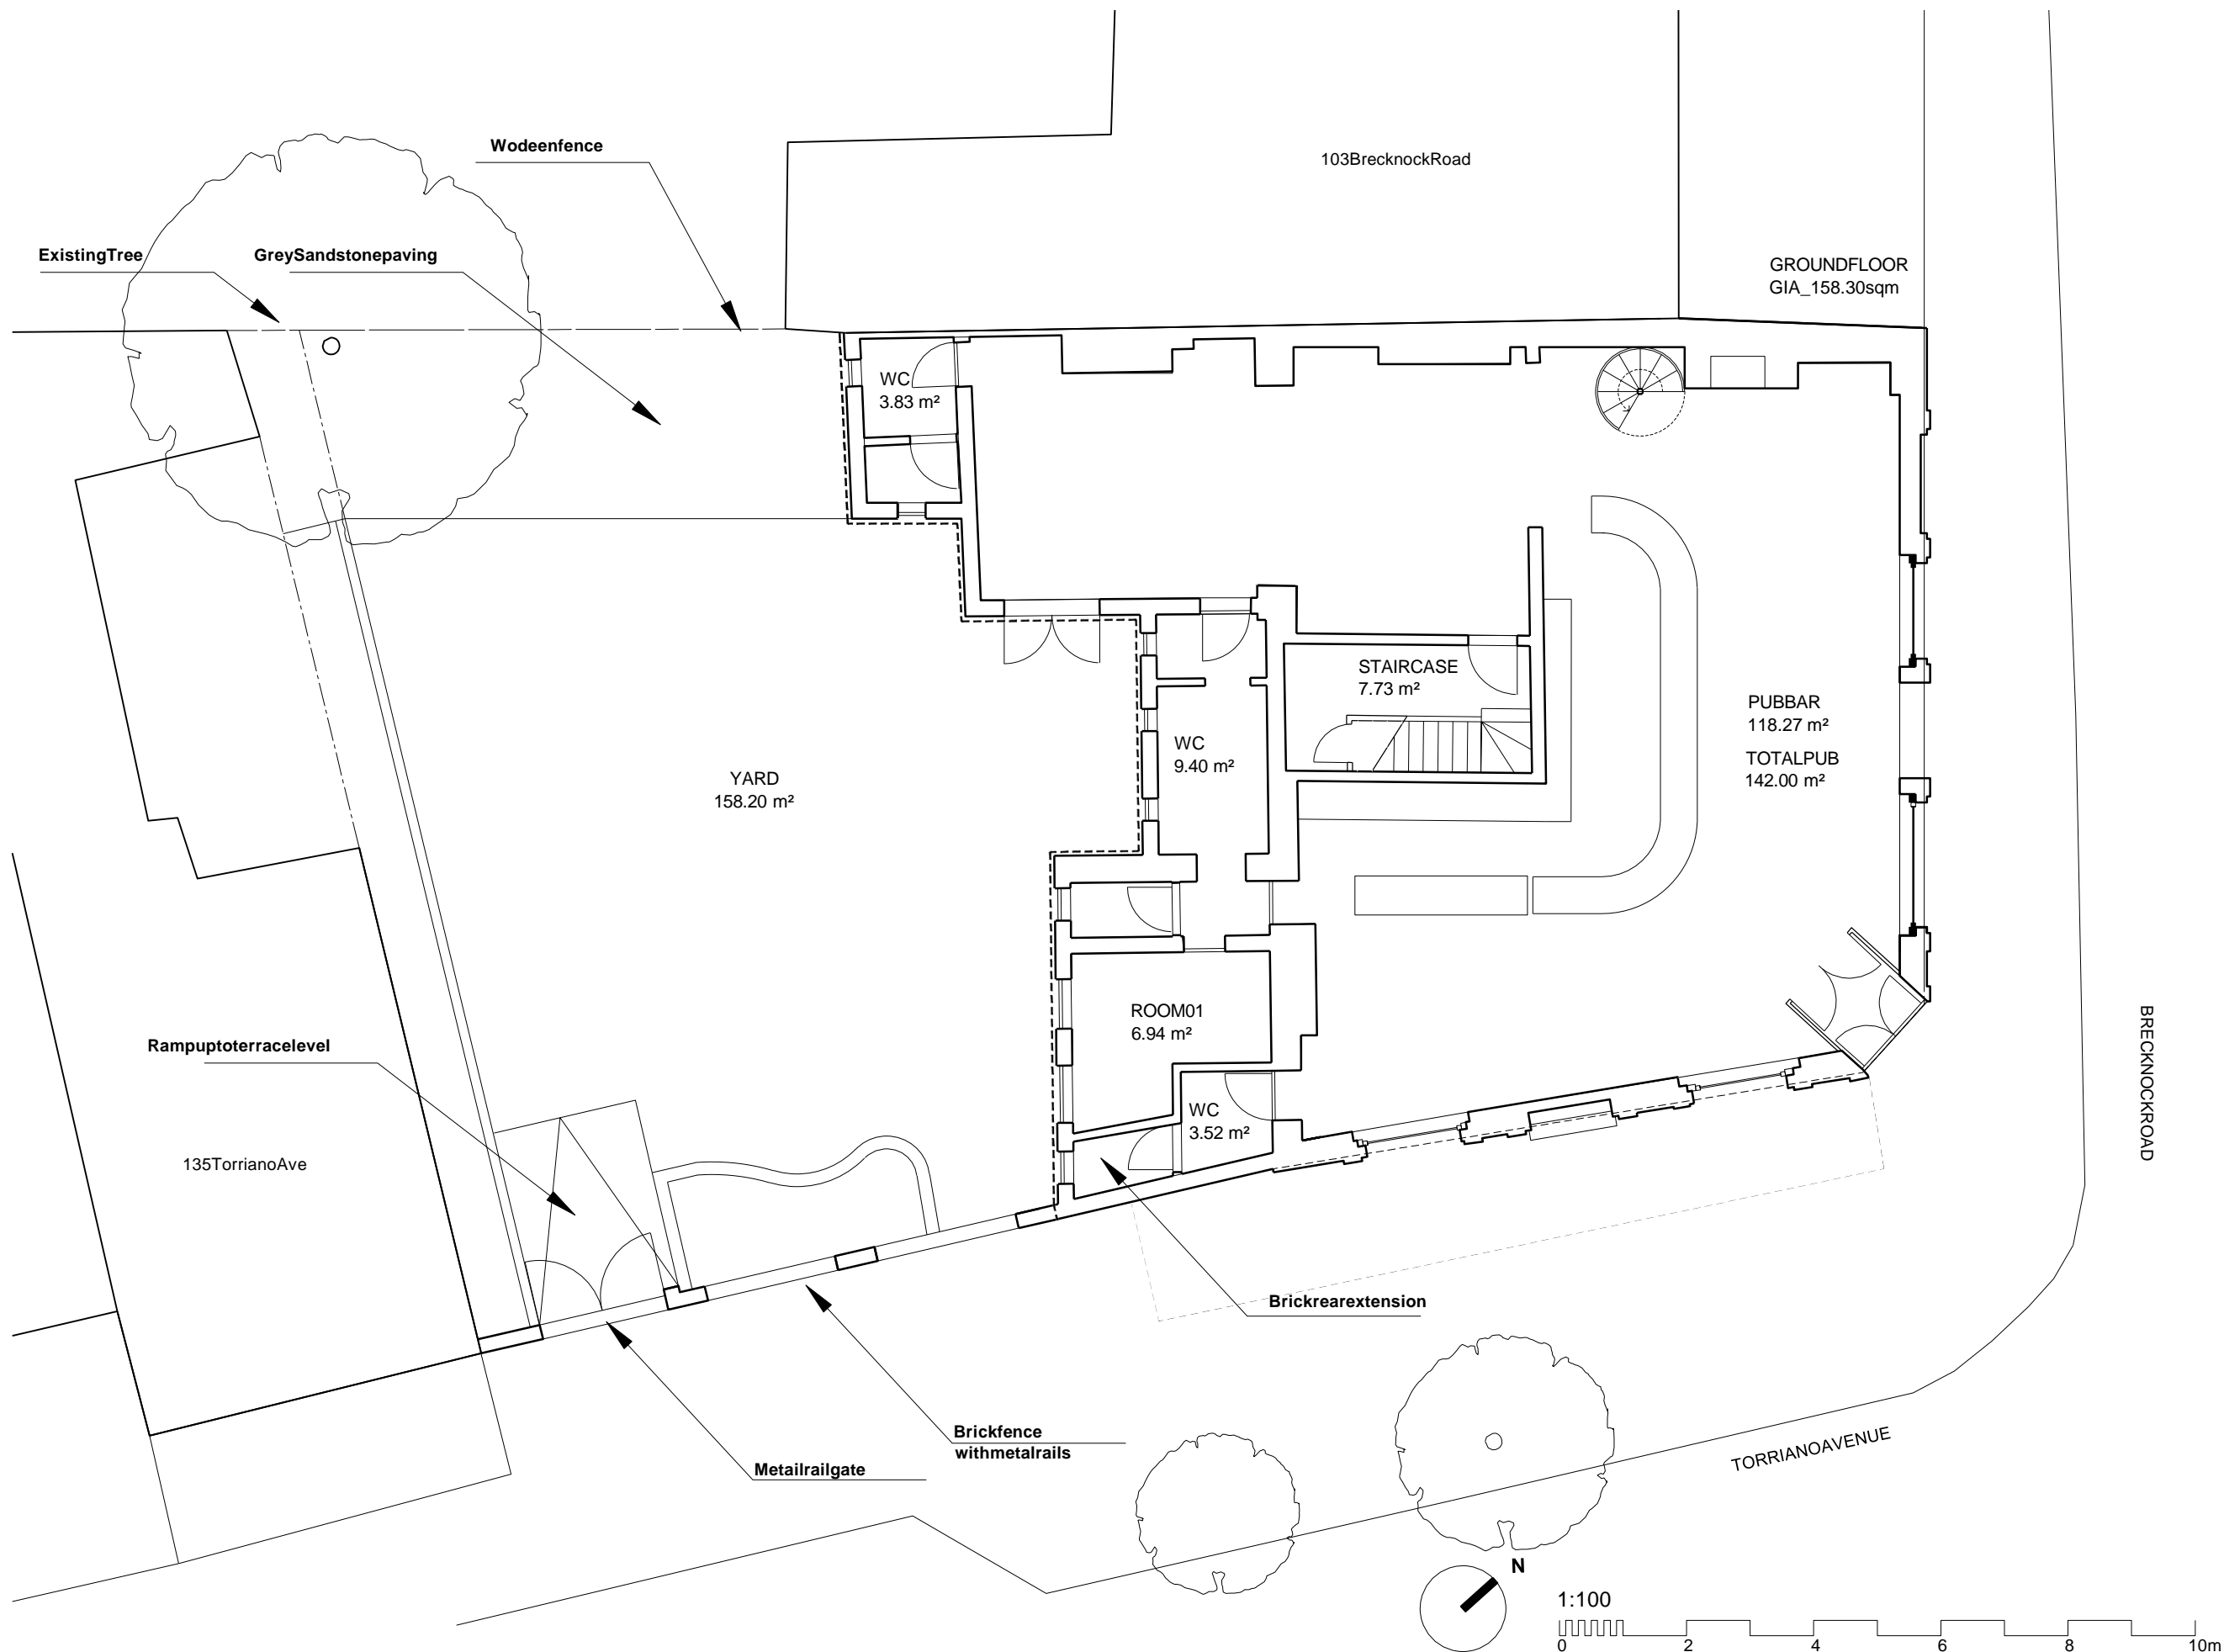 Wodeenfence
103BrecknockRoad
ExistingTree
GreySandstonepaving
GROUNDFLOOR
GIA_158.30sqm
WC
3.83 m²
STAIRCASE
7.73 m²
PUBBAR
118.27 m²
TOTALPUB
142.00 m²
WC
9.40 m²
YARD
158.20 m²
ROOM01
6.94 m²
BRECKNOCKROAD
Rampuptoterracelevel
WC
3.52 m²
135TorrianoAve
Brickrearextension
Brickfence
withmetalrails
Metailrailgate
TORRIANOAVENUE
N
1:100
0 2 4 6 8 10m